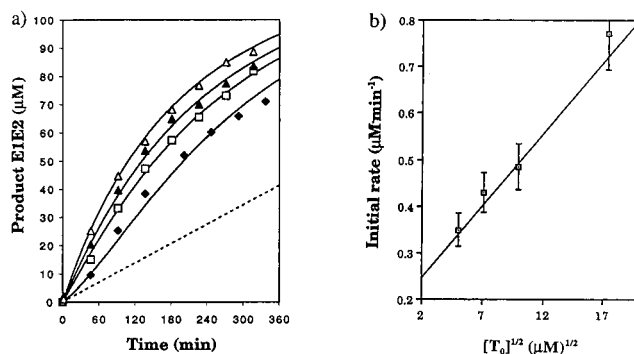 a)
Product E1E2 (μM)
100
90
80
70
60
50
40
30
20
10
0
0 60 120 180 240 300 360
Time (min)
b)
Initial rate (μM·min⁻¹)
0.8
0.7
0.6
0.5
0.4
0.3
0.2
2 7 12 17
[T₀]¹/² (μM)¹/²